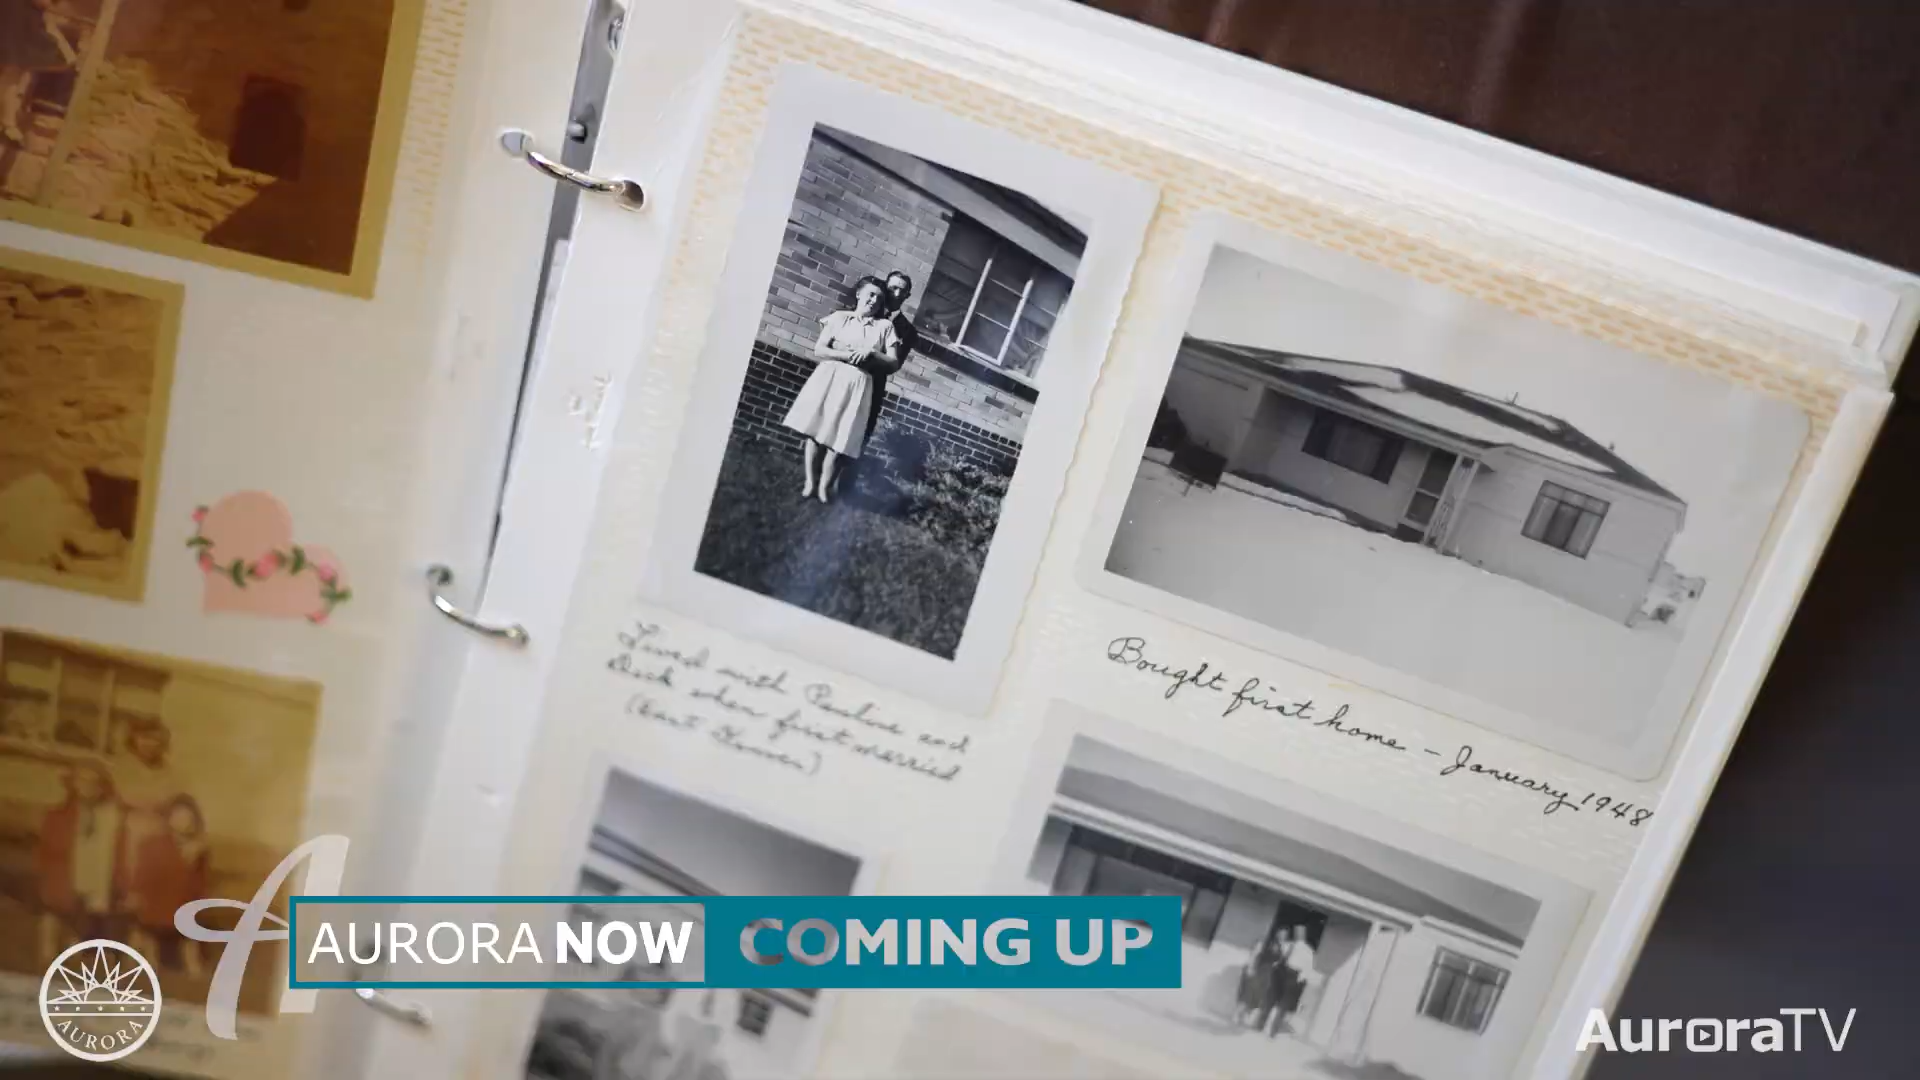 Lived with Pauline and
Dick when first married
(East Denver)
Bought first home - January 1948
AURORA NOW COMING UP
AURORA
AuroraTV